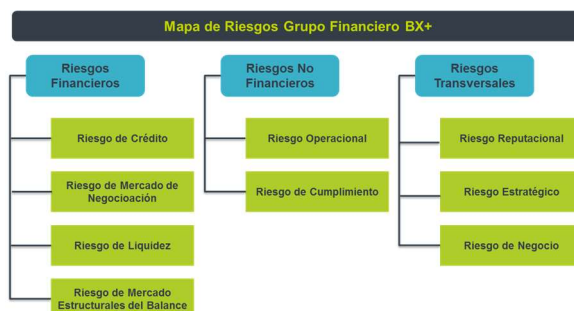 Mapa de Riesgos Grupo Financiero BX+
Riesgos
Financieros
Riesgo de Crédito
Riesgo de Mercado de
Negocioación
Riesgo de Liquidez
Riesgo de Mercado
Estructurales del Balance
Riesgos No
Financieros
Riesgo Operacional
Riesgo de Cumplimiento
Riesgos
Transversales
Riesgo Reputacional
Riesgo Estratégico
Riesgo de Negocio